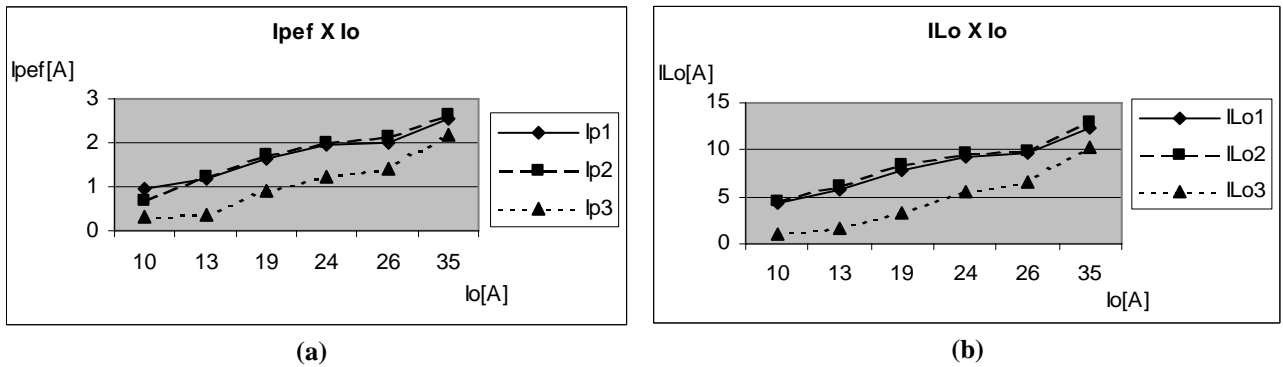 Ipef X Io
Ipef[A]
3
2
1
0
10 13 19 24 26 35
Io[A]
Ip1
Ip2
Ip3
(a)
ILo X Io
ILo[A]
15
10
5
0
10 13 19 24 26 35
Io[A]
ILo1
ILo2
ILo3
(b)